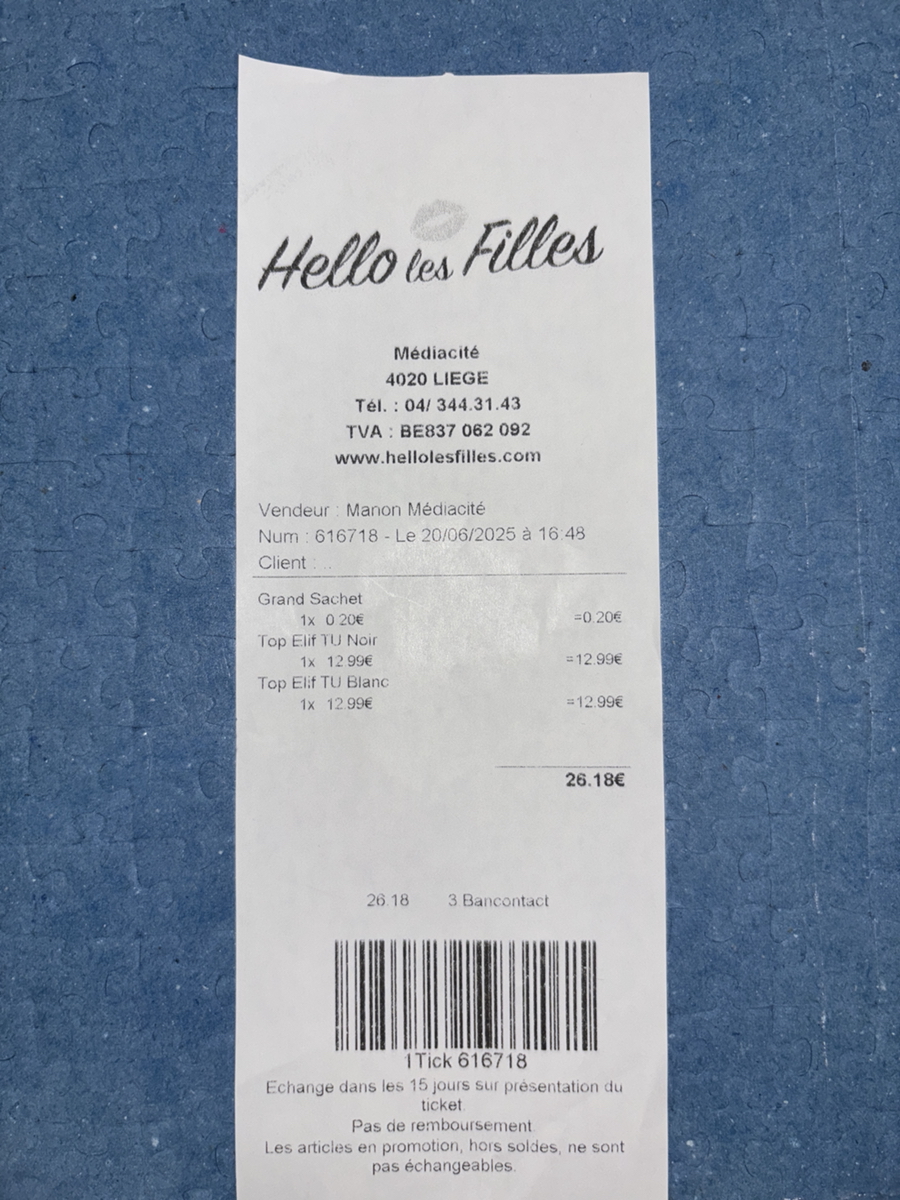 Hello les Filles
Médiacité
4020 LIEGE
Tél. : 04/ 344.31.43
TVA : BE837 062 092
www.hellolesfilles.com
Vendeur : Manon Médiacité
Num : 616718 - Le 20/06/2025 à 16:48
Client : ..
Grand Sachet
1x 0.20€ =0.20€
Top Elif TU Noir
1x 12.99€ =12.99€
Top Elif TU Blanc
1x 12.99€ =12.99€
26.18€
26.18 3 Bancontact
1Tick 616718
Echange dans les 15 jours sur présentation du
ticket.
Pas de remboursement.
Les articles en promotion, hors soldes, ne sont
pas échangeables.